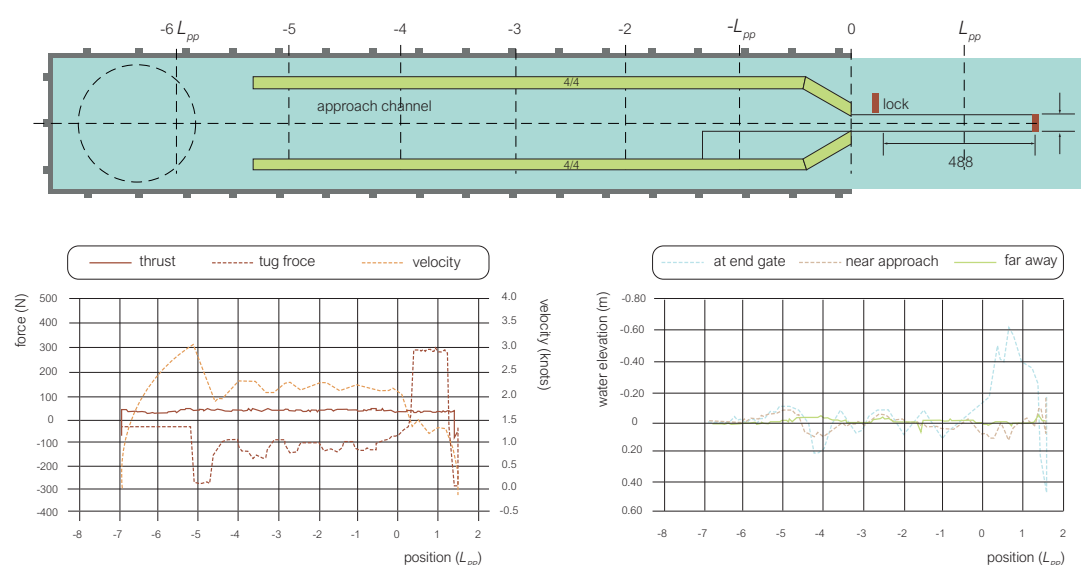 -6 Lpp -5 -4 -3 -2 -Lpp 0 Lpp
4/4
approach channel
lock
4/4
488
thrust tug froce velocity
at end gate near approach far away
force (N)
500
400
300
200
100
0
-100
-200
-300
-400
velocity (knots)
4.0
3.5
3.0
2.5
2.0
1.5
1.0
0.5
0.0
-0.5
-8 -7 -6 -5 -4 -3 -2 -1 0 1 2
position (Lpp)
water elevation (m)
-0.80
-0.60
-0.40
-0.20
0
0.20
0.40
0.60
-8 -7 -6 -5 -4 -3 -2 -1 0 1 2
position (Lpp)